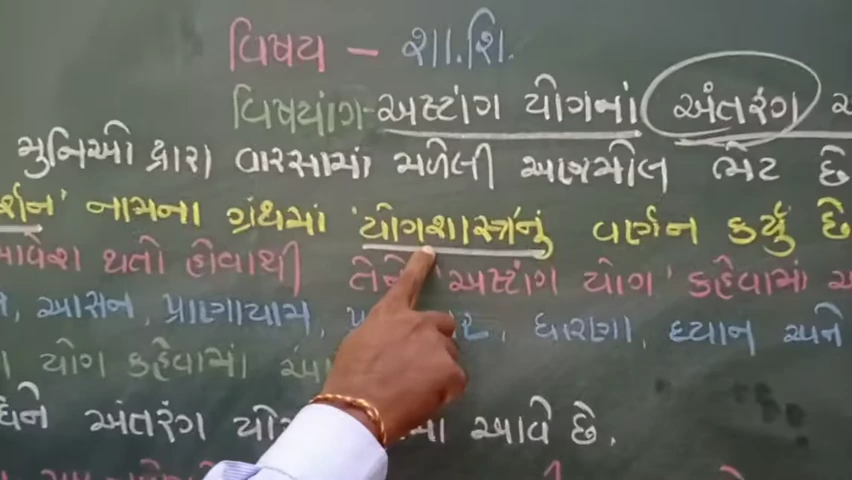 વિષય - શા.શિ.
વિષયાંગ- અષ્ટાંગ યોગનાં અંતરંગ
મુનિઓ દ્વારા વારસામાં મળેલી અણમોલ ભેટ છે
ર્શન' નામના ગ્રંથમાં 'યોગશાસ્ત્ર'નું વર્ણન કર્યું છે
માવેશ થતો હોવાથી તેને 'અષ્ટાંગ યોગ' કહેવામાં
, આસન, પ્રાણાયામ, ધારણા, ધ્યાન અને
યોગ કહેવામાં
ધિને અંતરંગ આવે છે.